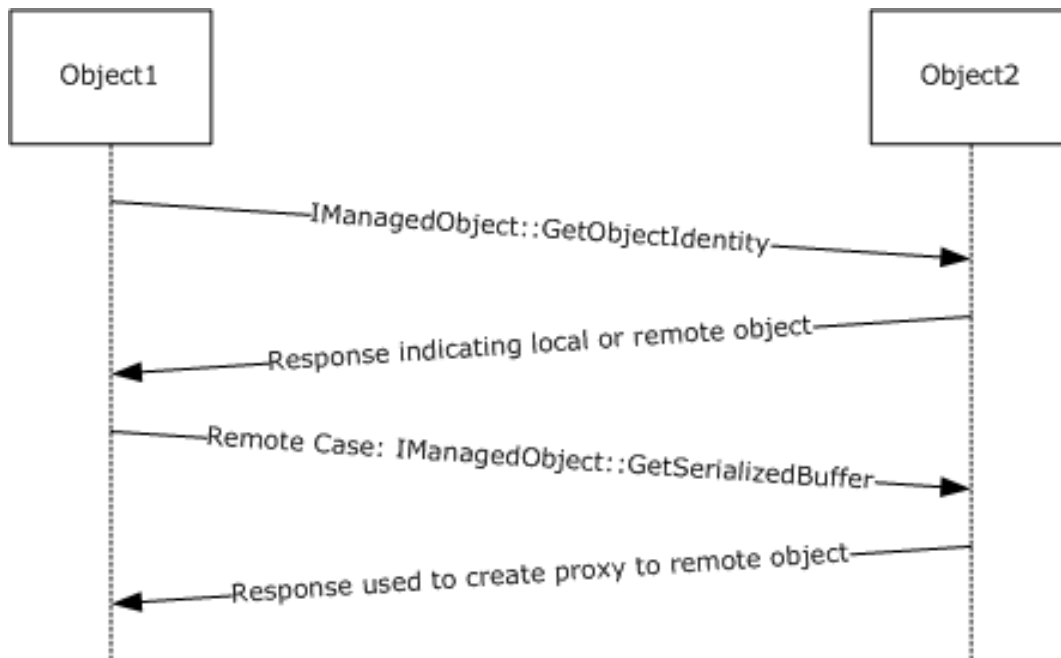 Object1
Object2
IManagedObject::GetObjectIdentity
Response indicating local or remote object
Remote Case: IManagedObject::GetSerializedBuffer
Response used to create proxy to remote object